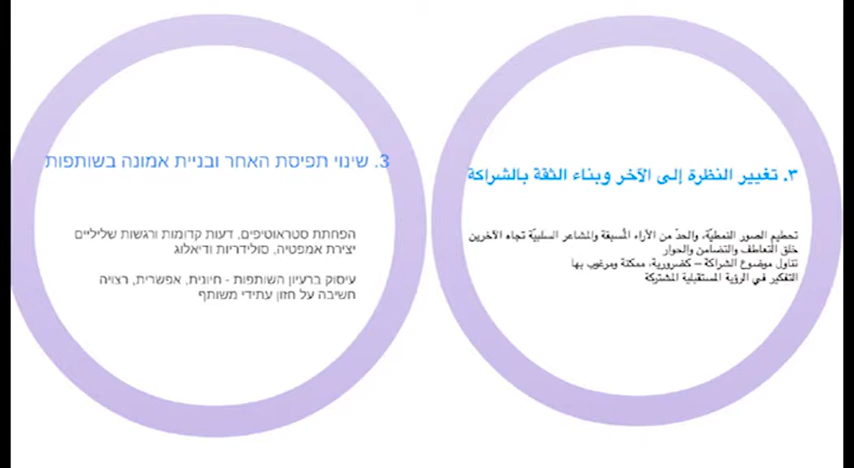 3. שינוי תפיסת האחר ובניית אמונה בשותפות
הפחתת סטראוטיפים, דעות קדומות ורגשות שליליים
יצירת אמפטיה, סולידריות ודיאלוג
עיסוק ברעיון השותפות - חיונית, אפשרית, רצויה
חשיבה על חזון עתידי משותף
٣. تغيير النظرة إلى الآخر وبناء الثقة بالشراكة
تحطيم الصور النمطيّة، والحدّ من الآراء المُسبقة والمشاعر السلبيّة تجاه الآخرين
خلق التعاطف والتضامن والحوار
تناول موضوع الشراكة – كضرورية، ممكنة ومرغوب بها
التفكير في الرؤية المستقبلية المشتركة